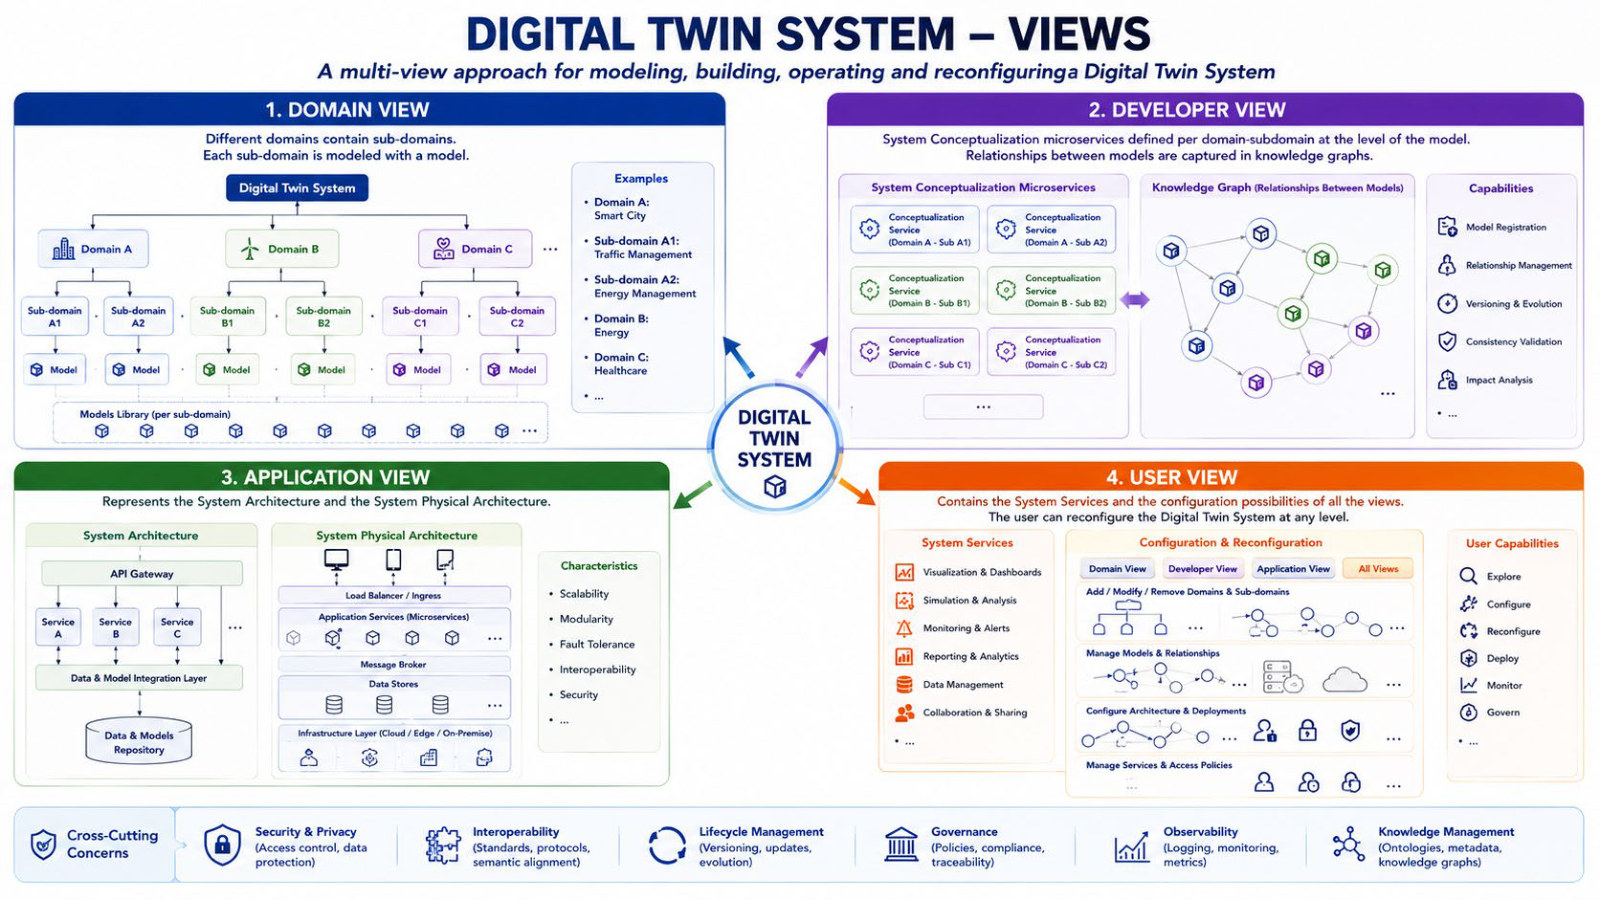 DIGITAL TWIN SYSTEM – VIEWS
A multi-view approach for modeling, building, operating and reconfiguring a Digital Twin System
1. DOMAIN VIEW
Different domains contain sub-domains.
Each sub-domain is modeled with a model.
Digital Twin System
Domain A
Domain B
Domain C
...
Sub-domain
A1
Sub-domain
A2
Sub-domain
B1
Sub-domain
B2
Sub-domain
C1
Sub-domain
C2
Model
Model
Model
Model
Model
Model
Models Library (per sub-domain)
...
Examples
• Domain A:
Smart City
• Sub-domain A1:
Traffic Management
• Sub-domain A2:
Energy Management
• Domain B:
Energy
• Domain C:
Healthcare
• ...
2. DEVELOPER VIEW
System Conceptualization microservices defined per domain-subdomain at the level of the model.
Relationships between models are captured in knowledge graphs.
System Conceptualization Microservices
Conceptualization
Service
(Domain A - Sub A1)
Conceptualization
Service
(Domain A - Sub A2)
Conceptualization
Service
(Domain B - Sub B1)
Conceptualization
Service
(Domain B - Sub B2)
Conceptualization
Service
(Domain C - Sub C1)
Conceptualization
Service
(Domain C - Sub C2)
...
Knowledge Graph (Relationships Between Models)
...
Capabilities
Model Registration
Relationship Management
Versioning & Evolution
Consistency Validation
Impact Analysis
• ...
DIGITAL
TWIN
SYSTEM
3. APPLICATION VIEW
Represents the System Architecture and the System Physical Architecture.
System Architecture
API Gateway
Service
A
Service
B
Service
C
...
Data & Model Integration Layer
Data & Models
Repository
System Physical Architecture
Load Balancer / Ingress
Application Services (Microservices)
...
Message Broker
Data Stores
...
Infrastructure Layer (Cloud / Edge / On-Premise)
Characteristics
• Scalability
• Modularity
• Fault Tolerance
• Interoperability
• Security
• ...
4. USER VIEW
Contains the System Services and the configuration possibilities of all the views.
The user can reconfigure the Digital Twin System at any level.
System Services
Visualization & Dashboards
Simulation & Analysis
Monitoring & Alerts
Reporting & Analytics
Data Management
Collaboration & Sharing
• ...
Configuration & Reconfiguration
Domain View
Developer View
Application View
All Views
Add / Modify / Remove Domains & Sub-domains
... ...
Manage Models & Relationships
... ...
Configure Architecture & Deployments
... ...
Manage Services & Access Policies
... ...
User Capabilities
Explore
Configure
Reconfigure
Deploy
Monitor
Govern
• ...
Cross-Cutting
Concerns
Security & Privacy
(Access control, data
protection)
Interoperability
(Standards, protocols,
semantic alignment)
Lifecycle Management
(Versioning, updates,
evolution)
Governance
(Policies, compliance,
traceability)
Observability
(Logging, monitoring,
metrics)
Knowledge Management
(Ontologies, metadata,
knowledge graphs)